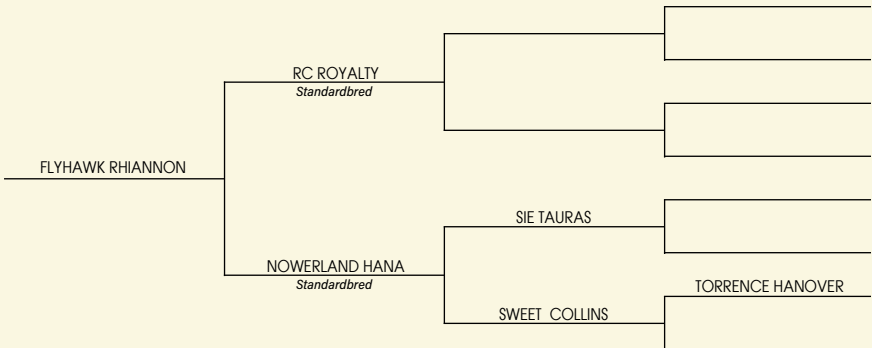 RC ROYALTY
Standardbred
FLYHAWK RHIANNON
SIE TAURAS
NOWERLAND HANA
Standardbred
TORRENCE HANOVER
SWEET COLLINS